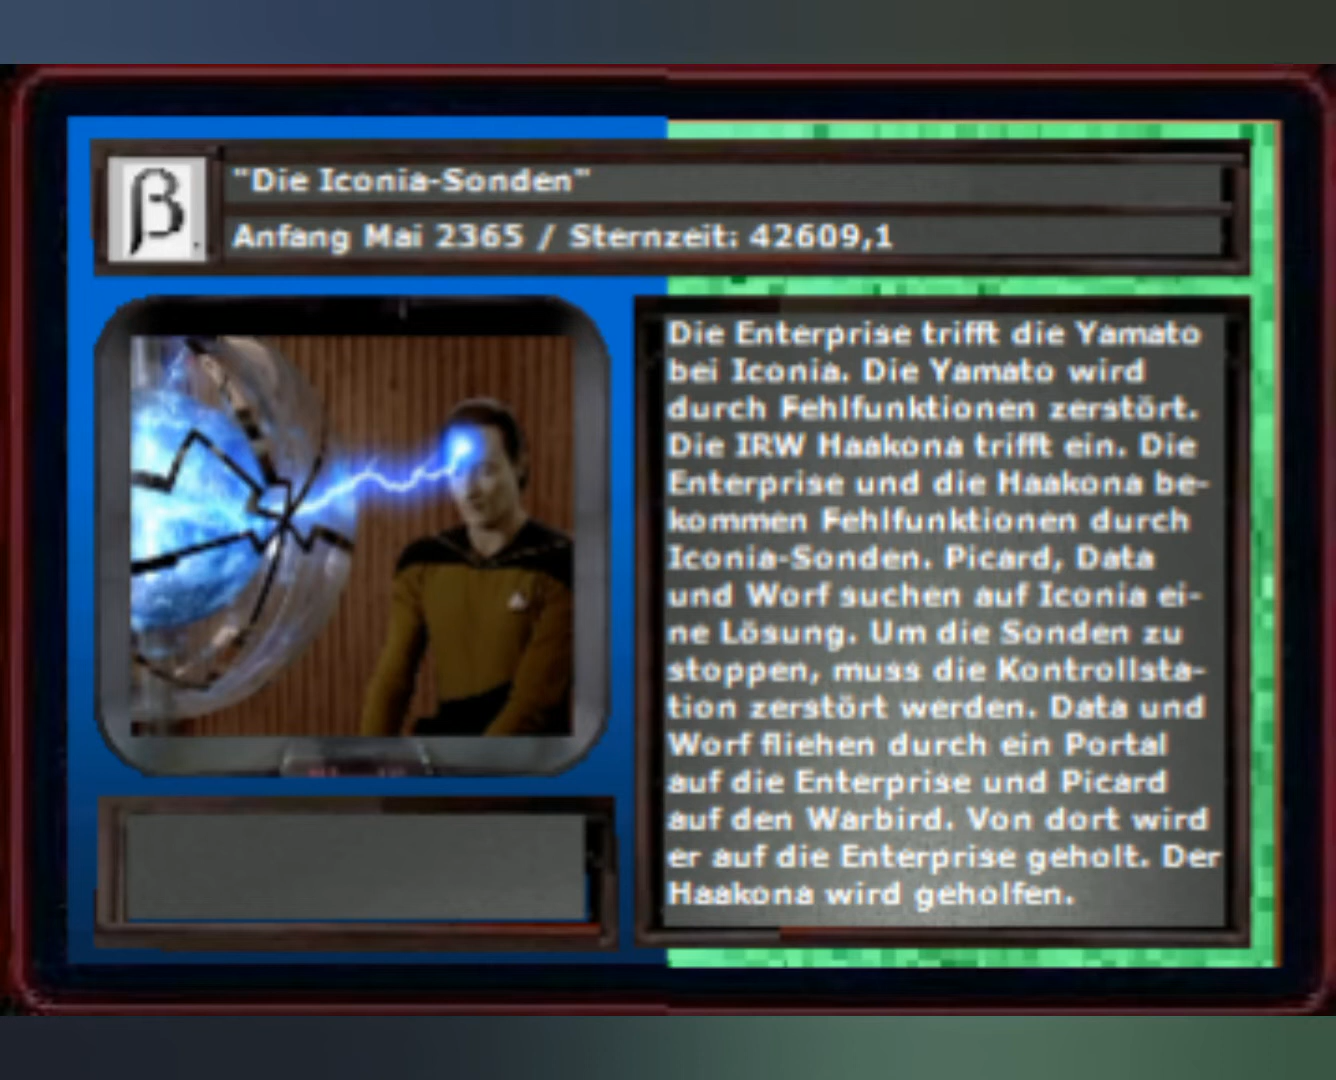 β.
"Die Iconia-Sonden"
Anfang Mai 2365 / Sternzeit: 42609,1
Die Enterprise trifft die Yamato
bei Iconia. Die Yamato wird
durch Fehlfunktionen zerstört.
Die IRW Haakona trifft ein. Die
Enterprise und die Haakona be-
kommen Fehlfunktionen durch
Iconia-Sonden. Picard, Data
und Worf suchen auf Iconia ei-
ne Lösung. Um die Sonden zu
stoppen, muss die Kontrollsta-
tion zerstört werden. Data und
Worf fliehen durch ein Portal
auf die Enterprise und Picard
auf den Warbird. Von dort wird
er auf die Enterprise geholt. Der
Haakona wird geholfen.